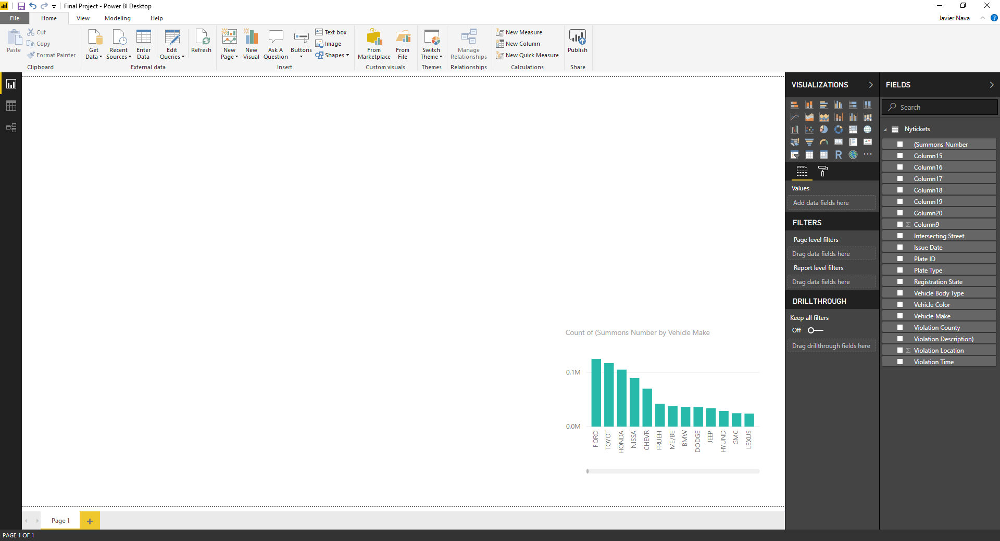 Final Project - Power BI Desktop
File Home View Modeling Help Javier Nava
Paste Cut Copy Format Painter Clipboard
Get Data Recent Sources Enter Data Edit Queries Refresh External data
New Page New Visual Ask A Question Buttons Text box Image Shapes Insert
From Marketplace From File Custom visuals
Switch Theme Themes
Manage Relationships Relationships
New Measure New Column New Quick Measure Calculations
Publish Share
Count of (Summons Number by Vehicle Make
0.1M
0.0M
FORD
TOYOT
HONDA
NISSA
CHEVR
FRUEH
ME/BE
BMW
DODGE
JEEP
HYUND
GMC
LEXUS
VISUALIZATIONS
R
Values
Add data fields here
FILTERS
Page level filters
Drag data fields here
Report level filters
Drag data fields here
DRILLTHROUGH
Keep all filters
Off
Drag drillthrough fields here
FIELDS
Search
Nytickets
(Summons Number
Column15
Column16
Column17
Column18
Column19
Column20
Σ Column9
Intersecting Street
Issue Date
Plate ID
Plate Type
Registration State
Vehicle Body Type
Vehicle Color
Vehicle Make
Violation County
Violation Description)
Σ Violation Location
Violation Time
Page 1
PAGE 1 OF 1